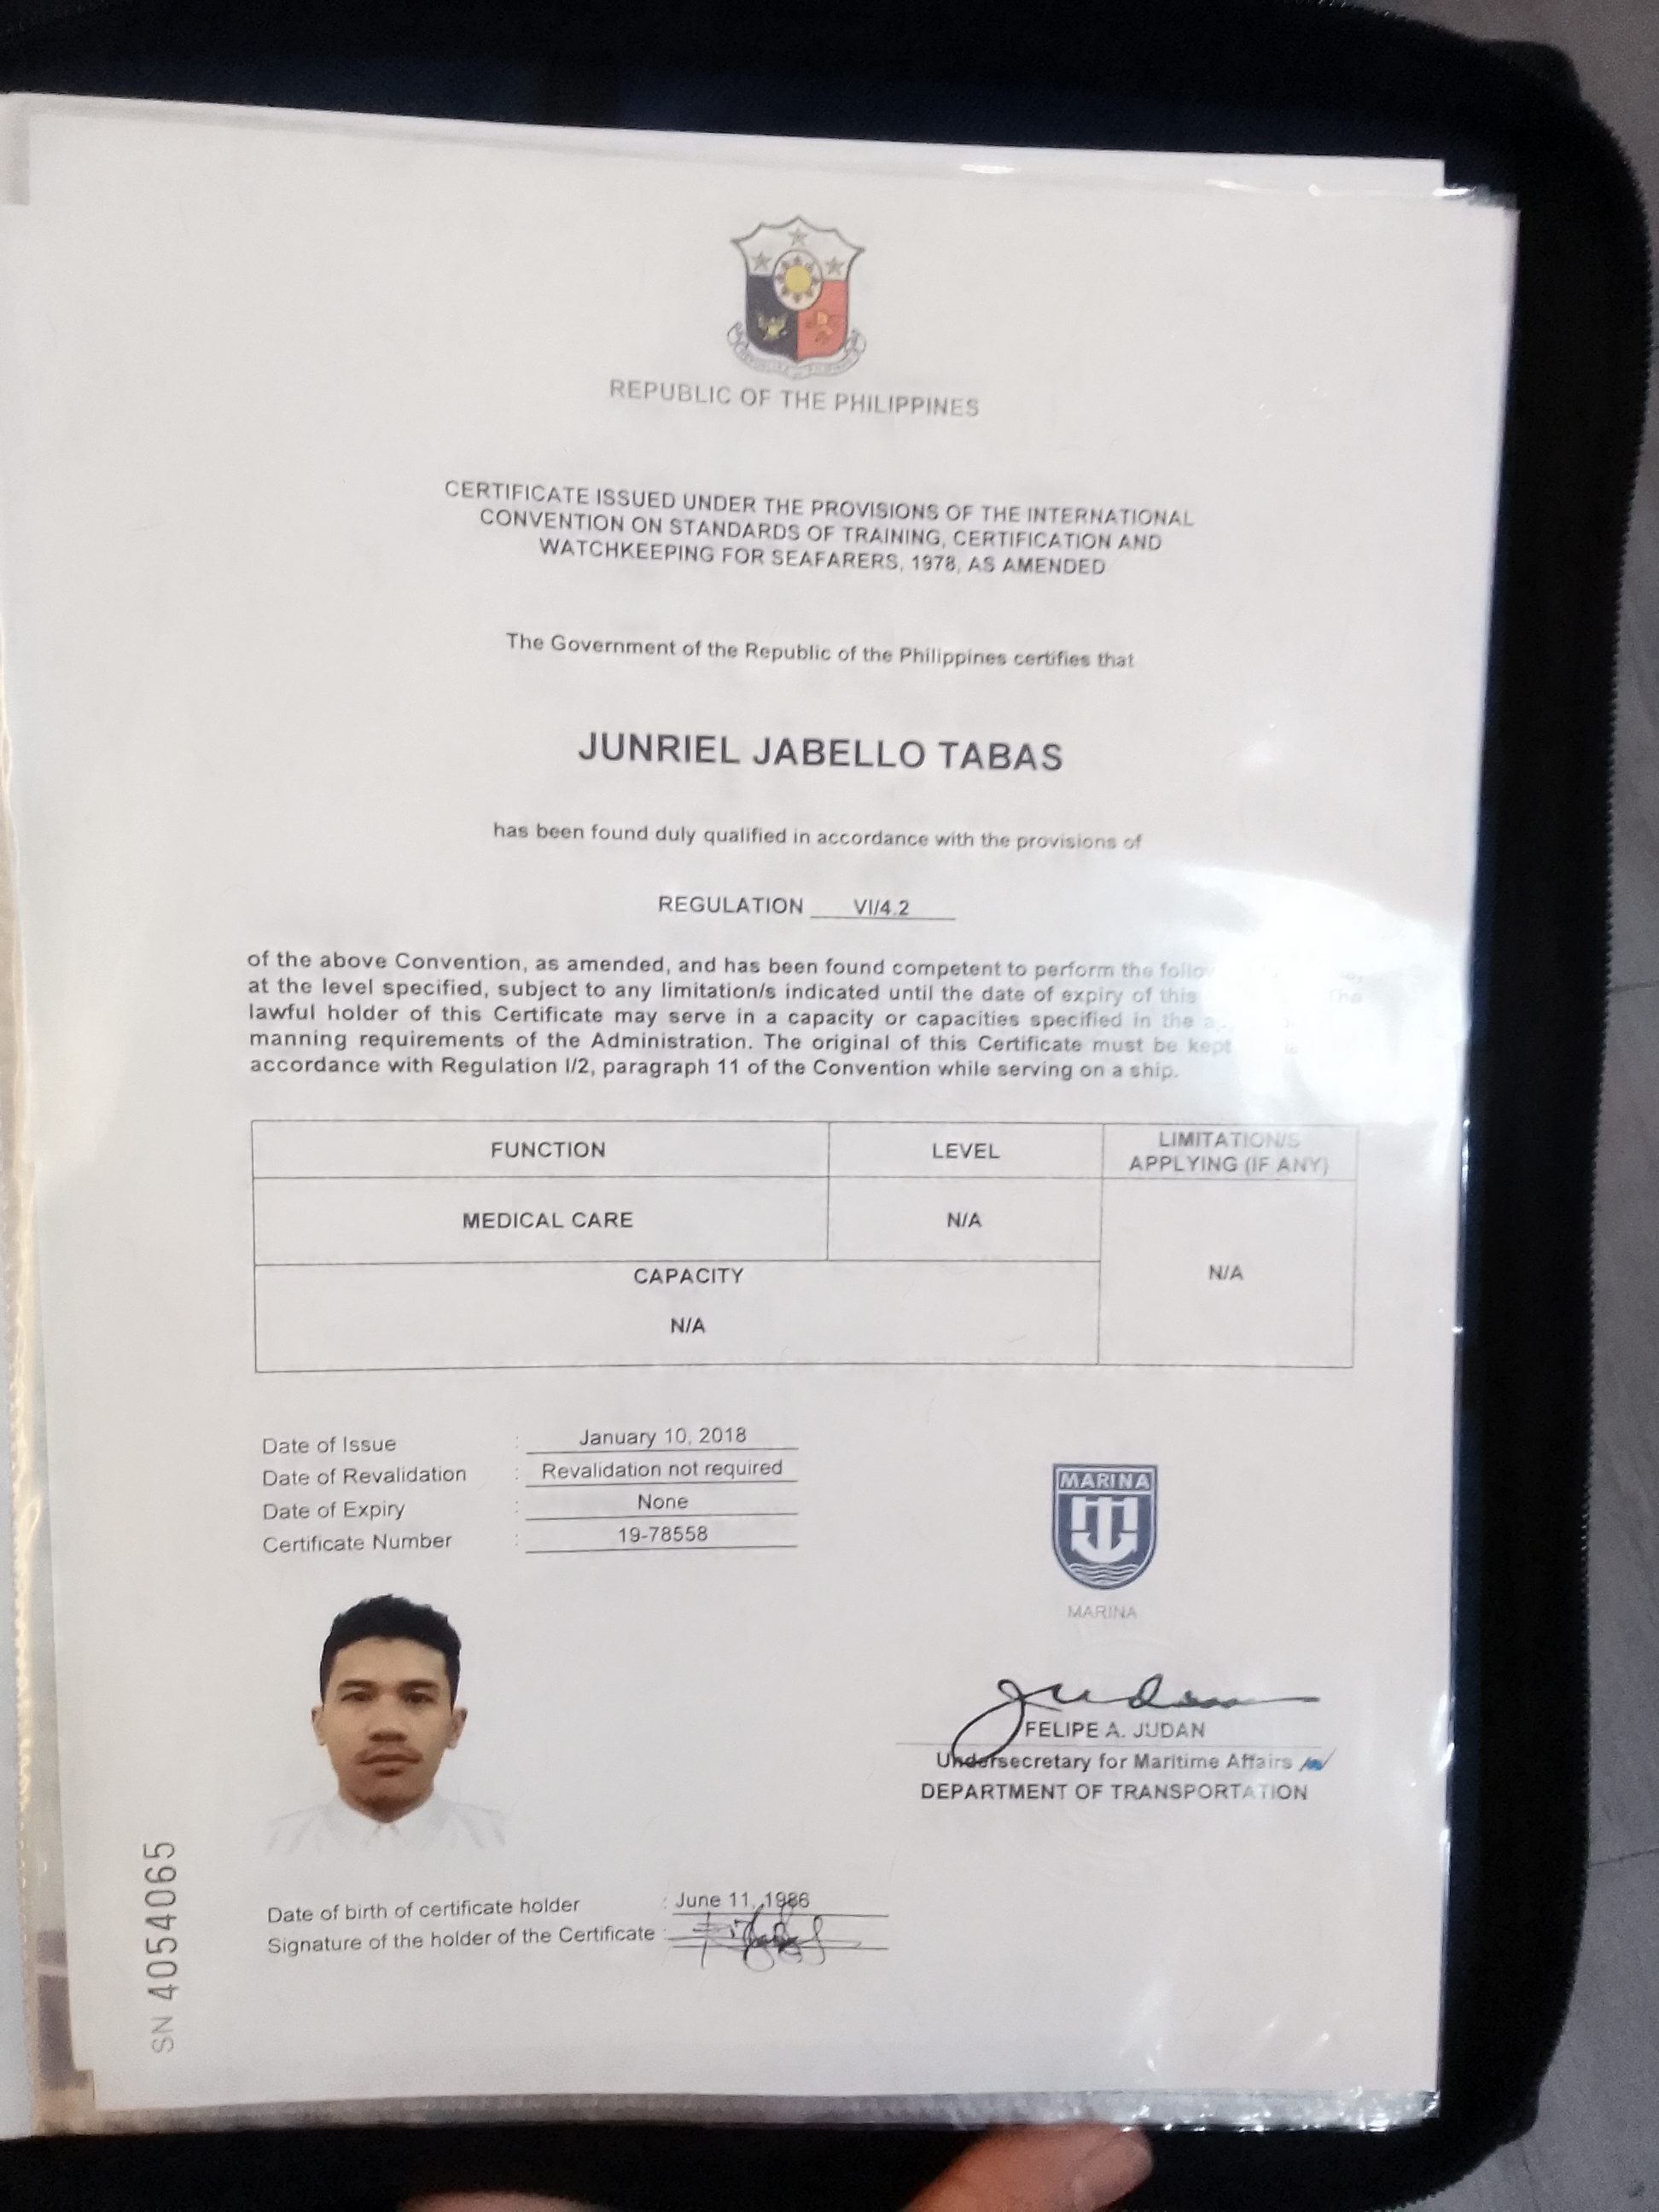 REPUBLIC OF THE PHILIPPINES
CERTIFICATE ISSUED UNDER THE PROVISIONS OF THE INTERNATIONAL
CONVENTION ON STANDARDS OF TRAINING, CERTIFICATION AND
WATCHKEEPING FOR SEAFARERS, 1978, AS AMENDED
The Government of the Republic of the Philippines certifies that
JUNRIEL JABELLO TABAS
has been found duly qualified in accordance with the provisions of
REGULATION VI/4.2
of the above Convention, as amended, and has been found competent to perform the
at the level specified, subject to any limitation/s indicated until the date of expiry of this The
lawful holder of this Certificate may serve in a capacity or capacities specified in the
manning requirements of the Administration. The original of this Certificate must be kept
accordance with Regulation I/2, paragraph 11 of the Convention while serving on a ship.
FUNCTION LEVEL LIMITATION/S
APPLYING (IF ANY)
MEDICAL CARE N/A
CAPACITY
N/A
N/A
Date of Issue : January 10, 2018
Date of Revalidation : Revalidation not required
Date of Expiry : None
Certificate Number : 19-78558
MARINA
MARINA
FELIPE A. JUDAN
Undersecretary for Maritime Affairs
DEPARTMENT OF TRANSPORTATION
SN 4054065
Date of birth of certificate holder : June 11, 1986
Signature of the holder of the Certificate :